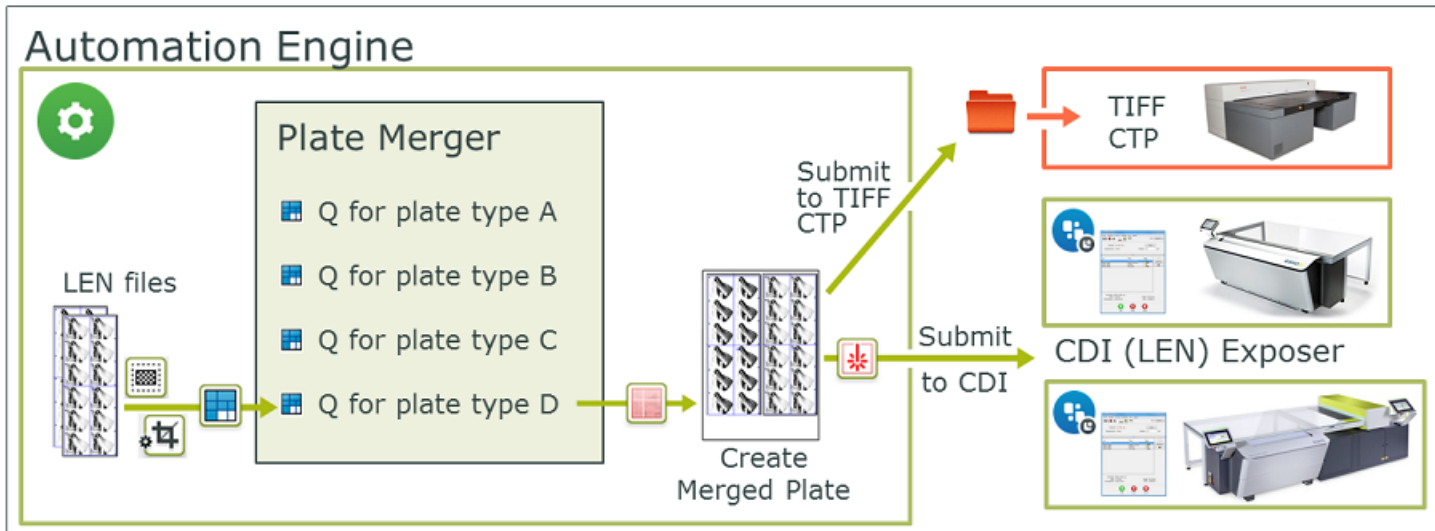 Automation Engine
Plate Merger
Q for plate type A
Q for plate type B
Q for plate type C
Q for plate type D
LEN files
Create
Merged Plate
Submit
to TIFF
CTP
Submit
to CDI
TIFF
CTP
CDI (LEN) Exposer